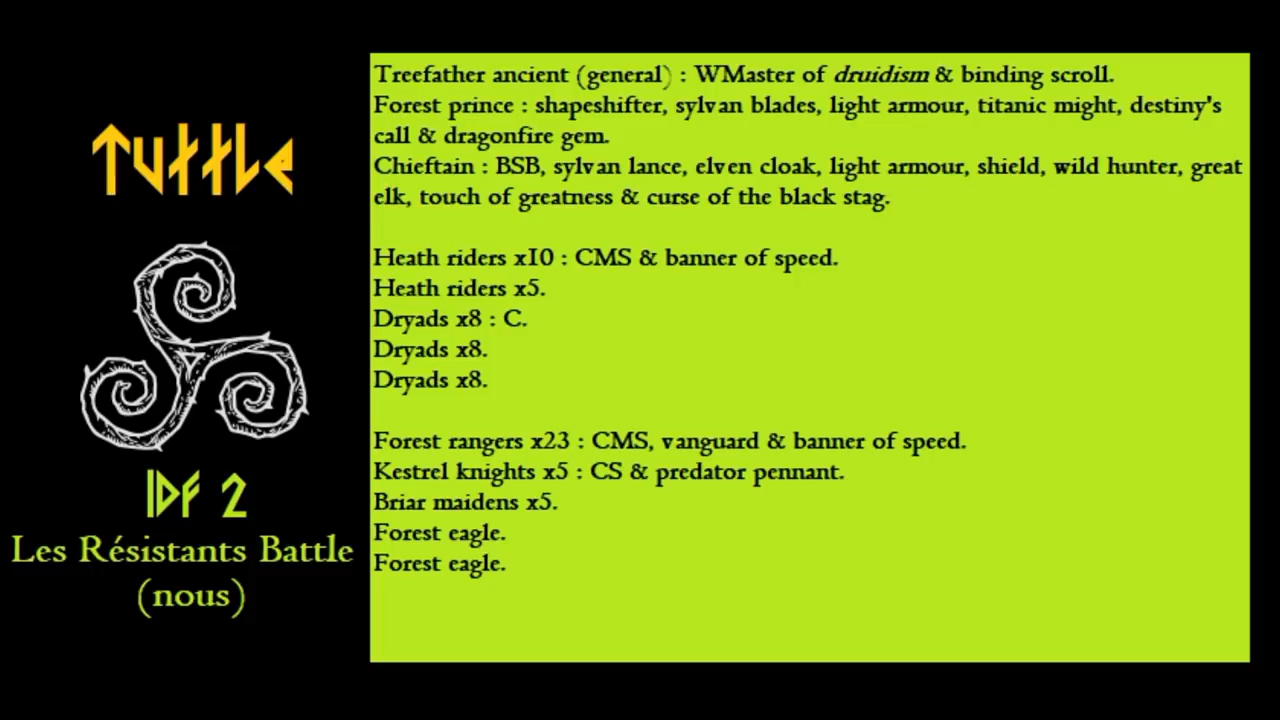 Tuttle
IDF 2
Les Résistants Battle
(nous)
Treefather ancient (general) : WMaster of druidism & binding scroll.
Forest prince : shapeshifter, sylvan blades, light armour, titanic might, destiny's
call & dragonfire gem.
Chieftain : BSB, sylvan lance, elven cloak, light armour, shield, wild hunter, great
elk, touch of greatness & curse of the black stag.
Heath riders x10 : CMS & banner of speed.
Heath riders x5.
Dryads x8 : C.
Dryads x8.
Dryads x8.
Forest rangers x23 : CMS, vanguard & banner of speed.
Kestrel knights x5 : CS & predator pennant.
Briar maidens x5.
Forest eagle.
Forest eagle.